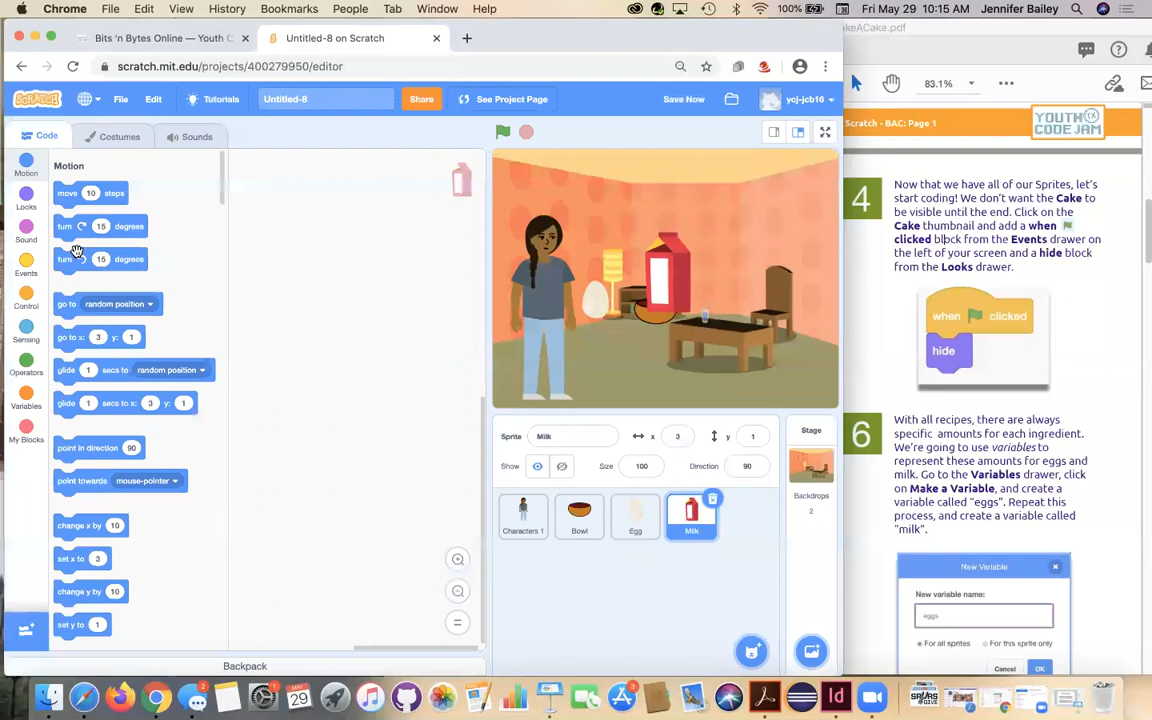 Chrome File Edit View History Bookmarks People Tab Window Help 100% Fri May 29 10:15 AM Jennifer Bailey
Bits 'n Bytes Online — Youth C
Untitled-8 on Scratch
akeACake.pdf
scratch.mit.edu/projects/400279950/editor
83.1%
SCRATCH File Edit Tutorials Untitled-8 Share See Project Page Save Now ycj-jcb16
Code Costumes Sounds
Motion
Looks
Sound
Events
Control
Sensing
Operators
Variables
My Blocks
Motion
move 10 steps
turn 15 degrees
turn 15 degrees
go to random position
go to x: 3 y: 1
glide 1 secs to random position
glide 1 secs to x: 3 y: 1
point in direction 90
point towards mouse-pointer
change x by 10
set x to 3
change y by 10
set y to 1
Sprite Milk x 3 y 1
Show Size 100 Direction 90
Characters 1
Bowl
Egg
Milk
Stage
Backdrops
2
Backpack
Scratch - BAC: Page 1
YOUTH
CODE JAM
4
Now that we have all of our Sprites, let's
start coding! We don't want the Cake to
be visible until the end. Click on the
Cake thumbnail and add a when
clicked block from the Events drawer on
the left of your screen and a hide block
from the Looks drawer.
when clicked
hide
6
With all recipes, there are always
specific amounts for each ingredient.
We're going to use variables to
represent these amounts for eggs and
milk. Go to the Variables drawer, click
on Make a Variable, and create a
variable called "eggs". Repeat this
process, and create a variable called
"milk".
New Variable
New variable name:
eggs
For all sprites For this sprite only
Cancel OK
2
MAY
29
1
3
Id